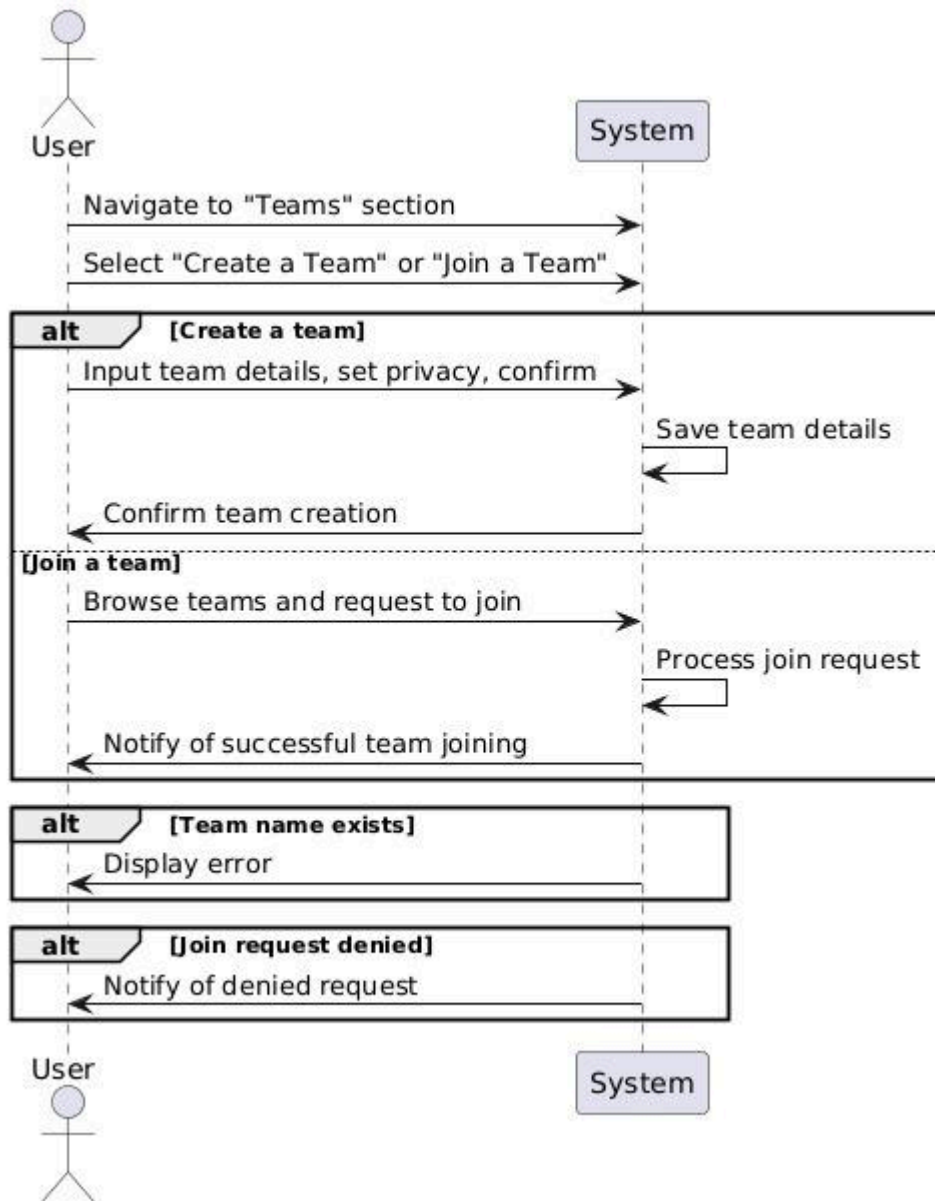 User
System
Navigate to "Teams" section
Select "Create a Team" or "Join a Team"
alt [Create a team]
Input team details, set privacy, confirm
Save team details
Confirm team creation
[Join a team]
Browse teams and request to join
Process join request
Notify of successful team joining
alt [Team name exists]
Display error
alt [Join request denied]
Notify of denied request
User
System